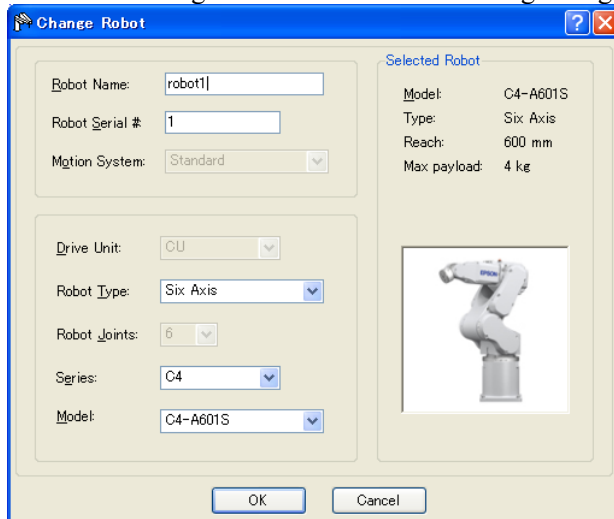 Change Robot
Robot Name: robot1
Robot Serial # 1
Motion System: Standard
Drive Unit: CU
Robot Type: Six Axis
Robot Joints: 6
Series: C4
Model: C4-A601S
Selected Robot
Model: C4-A601S
Type: Six Axis
Reach: 600 mm
Max payload: 4 kg
EPSON
OK
Cancel